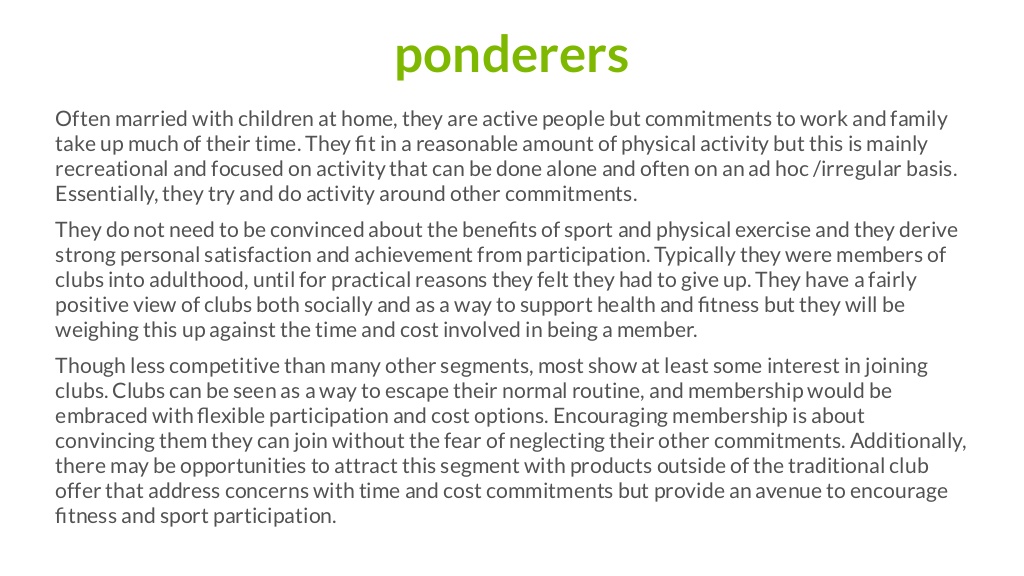 ponderers
Often married with children at home, they are active people but commitments to work and family
take up much of their time. They fit in a reasonable amount of physical activity but this is mainly
recreational and focused on activity that can be done alone and often on an ad hoc /irregular basis.
Essentially, they try and do activity around other commitments.
They do not need to be convinced about the benefits of sport and physical exercise and they derive
strong personal satisfaction and achievement from participation. Typically they were members of
clubs into adulthood, until for practical reasons they felt they had to give up. They have a fairly
positive view of clubs both socially and as a way to support health and fitness but they will be
weighing this up against the time and cost involved in being a member.
Though less competitive than many other segments, most show at least some interest in joining
clubs. Clubs can be seen as a way to escape their normal routine, and membership would be
embraced with flexible participation and cost options. Encouraging membership is about
convincing them they can join without the fear of neglecting their other commitments. Additionally,
there may be opportunities to attract this segment with products outside of the traditional club
offer that address concerns with time and cost commitments but provide an avenue to encourage
fitness and sport participation.